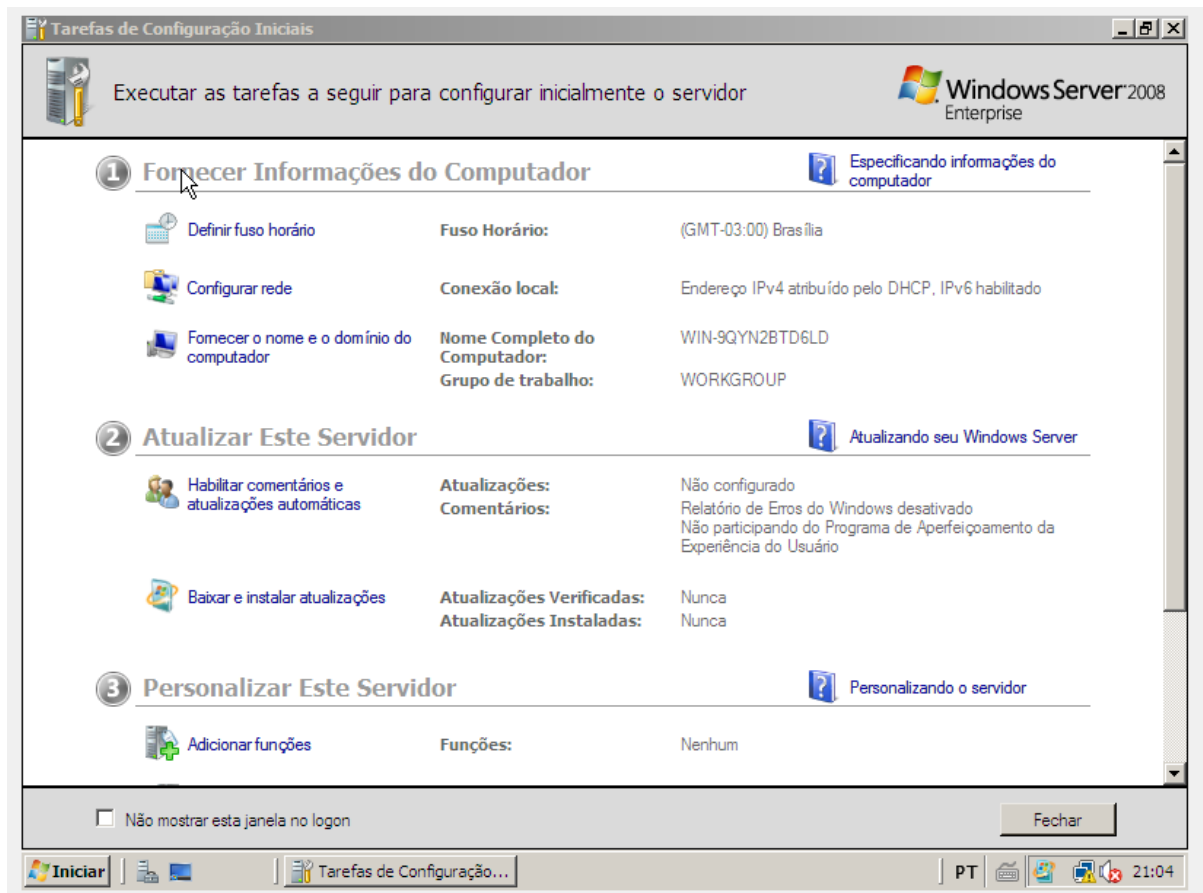 Tarefas de Configuração Iniciais
Executar as tarefas a seguir para configurar inicialmente o servidor
Windows Server 2008
Enterprise
1 Fornecer Informações do Computador
Especificando informações do
computador
Definir fuso horário
Fuso Horário:
(GMT-03:00) Brasília
Configurar rede
Conexão local:
Endereço IPv4 atribuído pelo DHCP, IPv6 habilitado
Fornecer o nome e o domínio do
computador
Nome Completo do
Computador:
WIN-9QYN2BTD6LD
Grupo de trabalho:
WORKGROUP
2 Atualizar Este Servidor
Atualizando seu Windows Server
Habilitar comentários e
atualizações automáticas
Atualizações:
Não configurado
Comentários:
Relatório de Erros do Windows desativado
Não participando do Programa de Aperfeiçoamento da
Experiência do Usuário
Baixar e instalar atualizações
Atualizações Verificadas:
Nunca
Atualizações Instaladas:
Nunca
3 Personalizar Este Servidor
Personalizando o servidor
Adicionar funções
Funções:
Nenhum
Não mostrar esta janela no logon
Fechar
Iniciar
Tarefas de Configuração...
PT
21:04